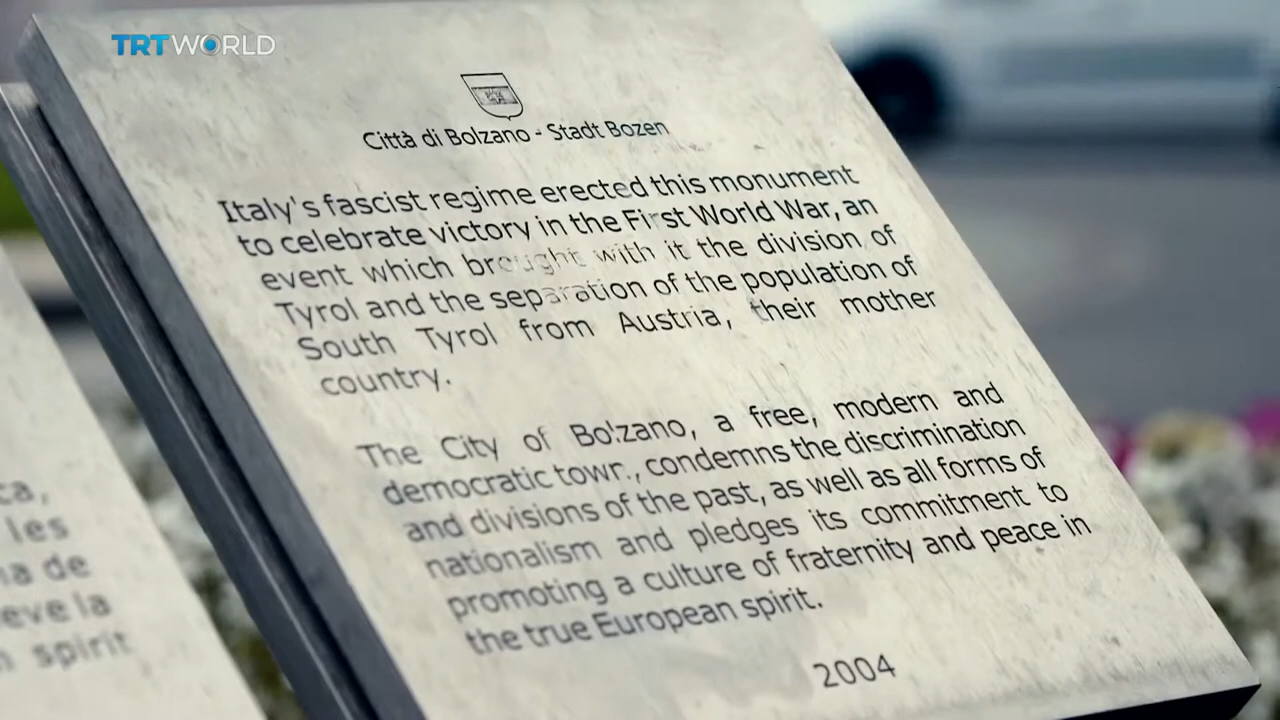 TRT WORLD
Città di Bolzano - Stadt Bozen
Italy's fascist regime erected this monument
to celebrate victory in the First World War, an
event which brought with it the division of
Tyrol and the separation of the population of
South Tyrol from Austria, their mother
country.
The City of Bolzano, a free, modern and
democratic town, condemns the discrimination
and divisions of the past, as well as all forms of
nationalism and pledges its commitment to
promoting a culture of fraternity and peace in
the true European spirit.
2004
ca,
les
de
la
spirit